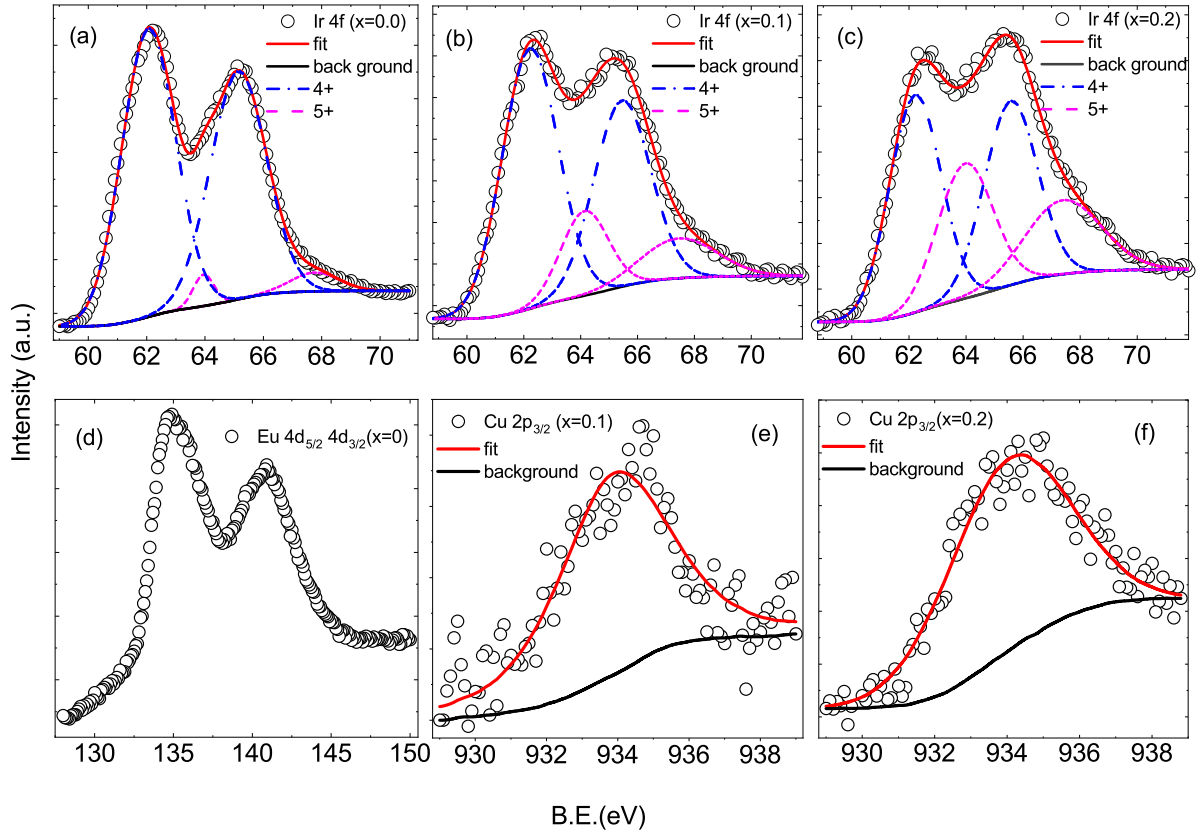 (a)
Ir 4f (x=0.0)
fit
back ground
4+
5+
60 62 64 66 68 70
(b)
Ir 4f (x=0.1)
fit
back ground
4+
5+
60 62 64 66 68 70
(c)
Ir 4f (x=0.2)
fit
back ground
4+
5+
60 62 64 66 68 70
Intensity (a.u.)
(d)
Eu 4d5/2 4d3/2(x=0)
130 135 140 145 150
(e)
Cu 2p3/2 (x=0.1)
fit
background
930 932 934 936 938
(f)
Cu 2p3/2(x=0.2)
fit
background
930 932 934 936 938
B.E.(eV)